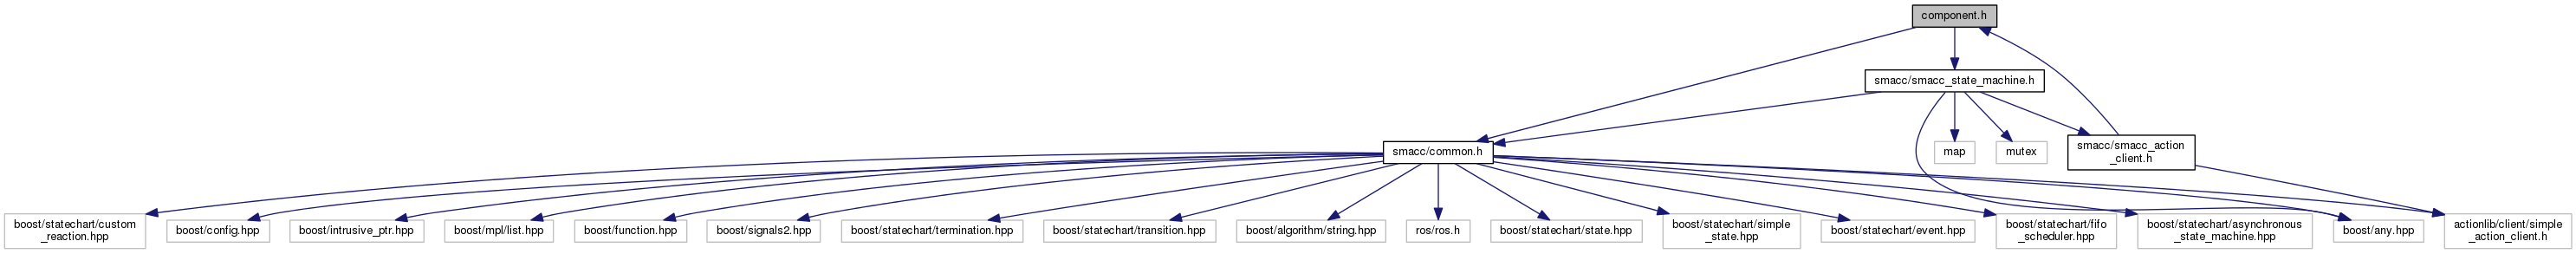 component.h
smacc/smacc_state_machine.h
smacc/common.h
map
mutex
smacc/smacc_action
_client.h
boost/statechart/custom
_reaction.hpp
boost/config.hpp
boost/intrusive_ptr.hpp
boost/mpl/list.hpp
boost/function.hpp
boost/signals2.hpp
boost/statechart/termination.hpp
boost/statechart/transition.hpp
boost/algorithm/string.hpp
ros/ros.h
boost/statechart/state.hpp
boost/statechart/simple
_state.hpp
boost/statechart/event.hpp
boost/statechart/fifo
_scheduler.hpp
boost/statechart/asynchronous
_state_machine.hpp
boost/any.hpp
actionlib/client/simple
_action_client.h